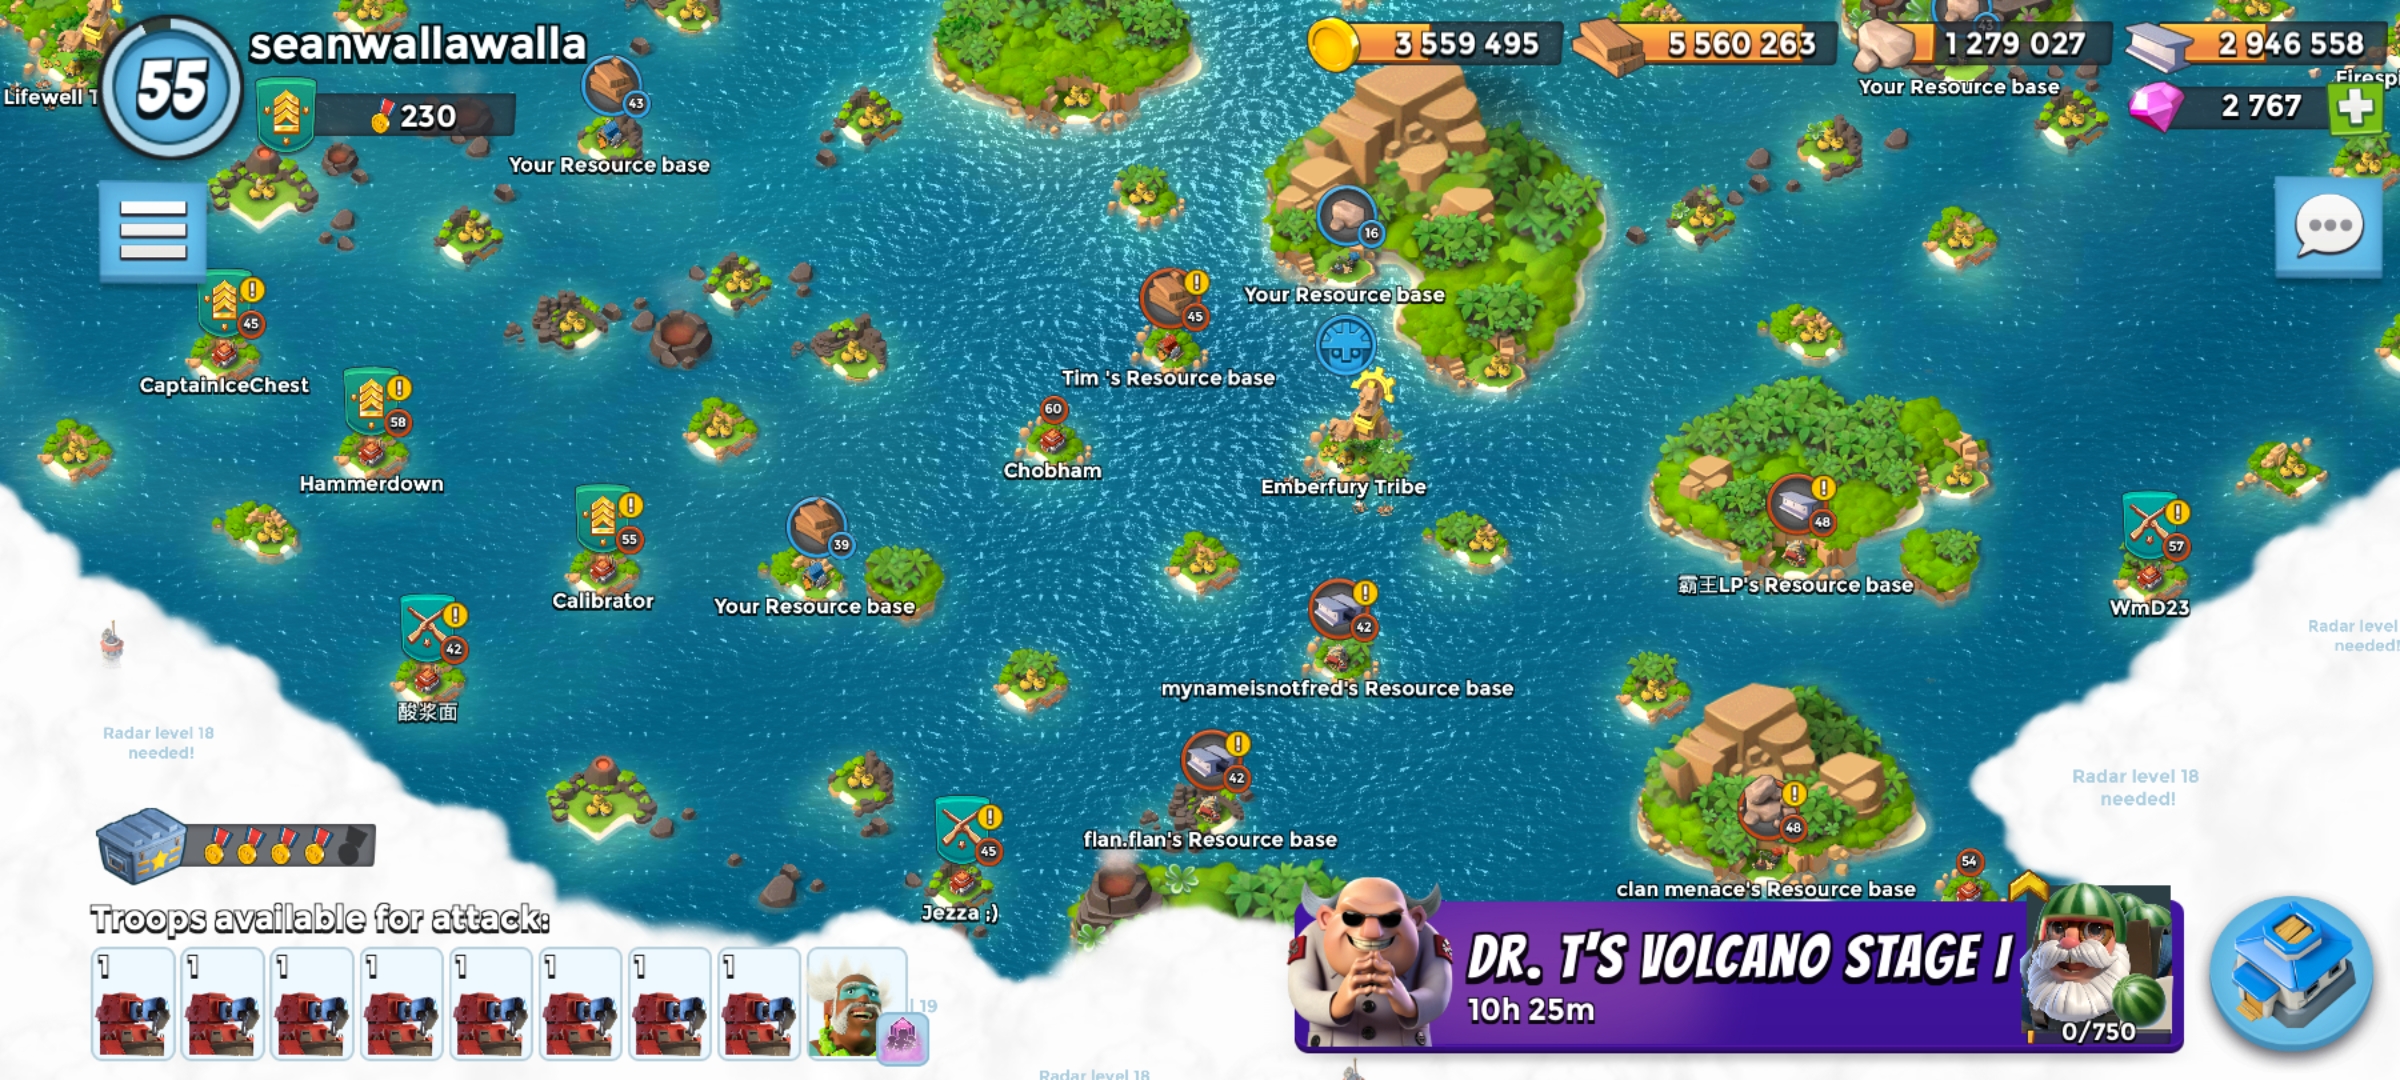 seanwallawalla
55
230
3 559 495
5 560 263
1 279 027
2 946 558
2 767
43
Your Resource base
Your Resource base
16
Your Resource base
45
CaptainIceChest
45
Tim 's Resource base
58
Hammerdown
60
Chobham
Emberfury Tribe
48
霸王LP's Resource base
55
Calibrator
39
Your Resource base
57
WmD23
42
酸浆面
42
mynameisnotfred's Resource base
Radar level
needed!
Radar level 18
needed!
42
flan.flan's Resource base
Radar level 18
needed!
48
clan menace's Resource base
45
Jezza ;)
54
Troops available for attack:
1 1 1 1 1 1 1 1
19
DR. T'S VOLCANO STAGE I
10h 25m
0/750
Radar level 18